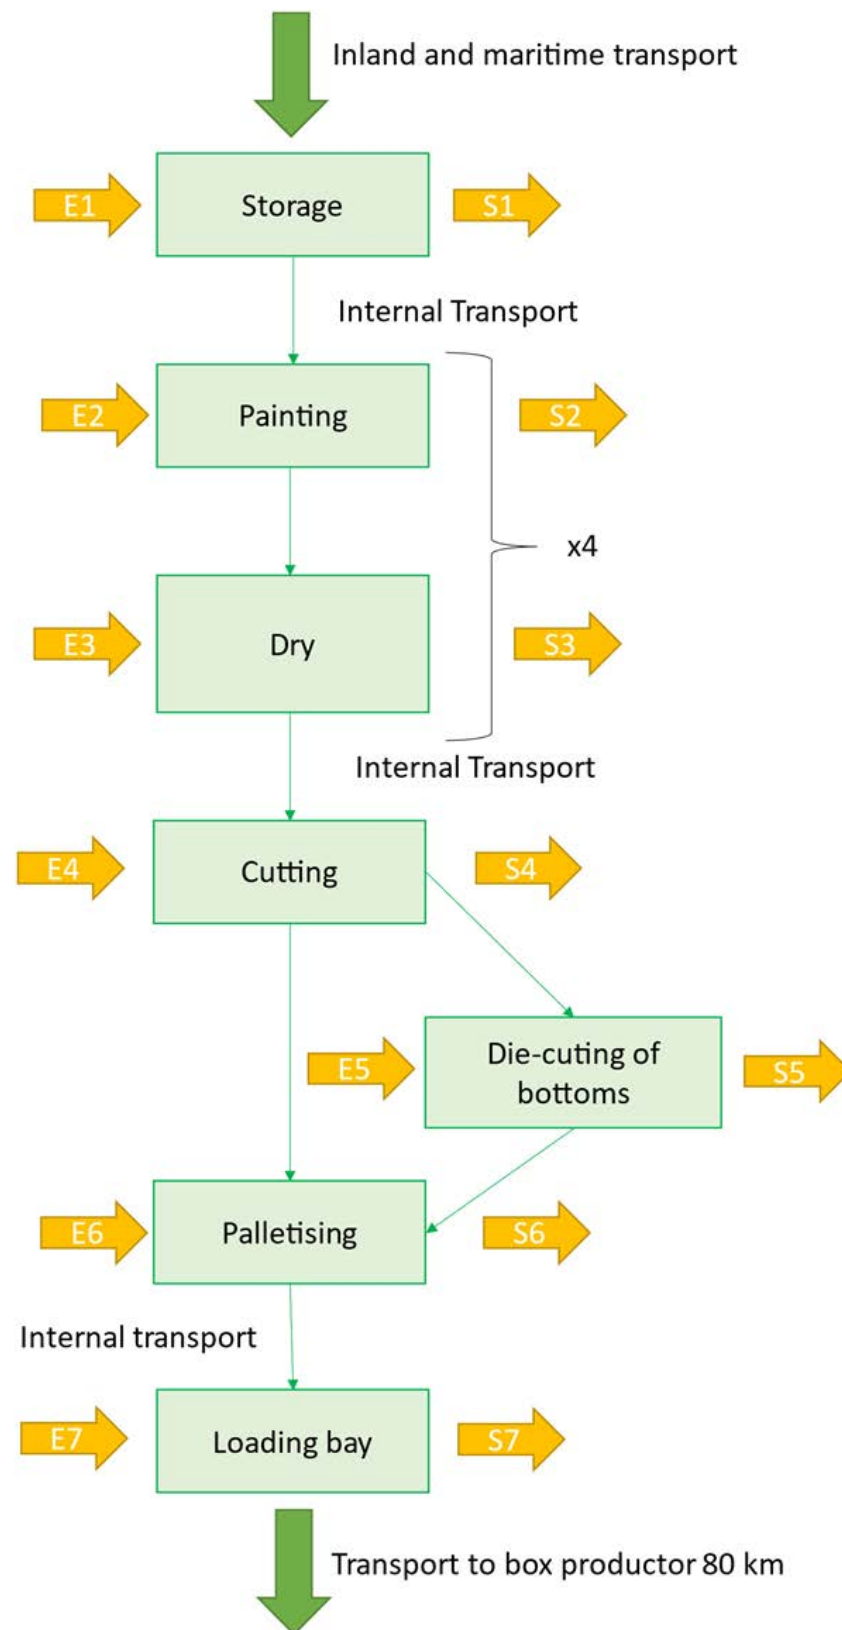 Inland and maritime transport
E1
Storage
S1
Internal Transport
E2
Painting
S2
x4
E3
Dry
S3
Internal Transport
E4
Cutting
S4
E5
Die-cuting of
bottoms
S5
E6
Palletising
S6
Internal transport
E7
Loading bay
S7
Transport to box productor 80 km